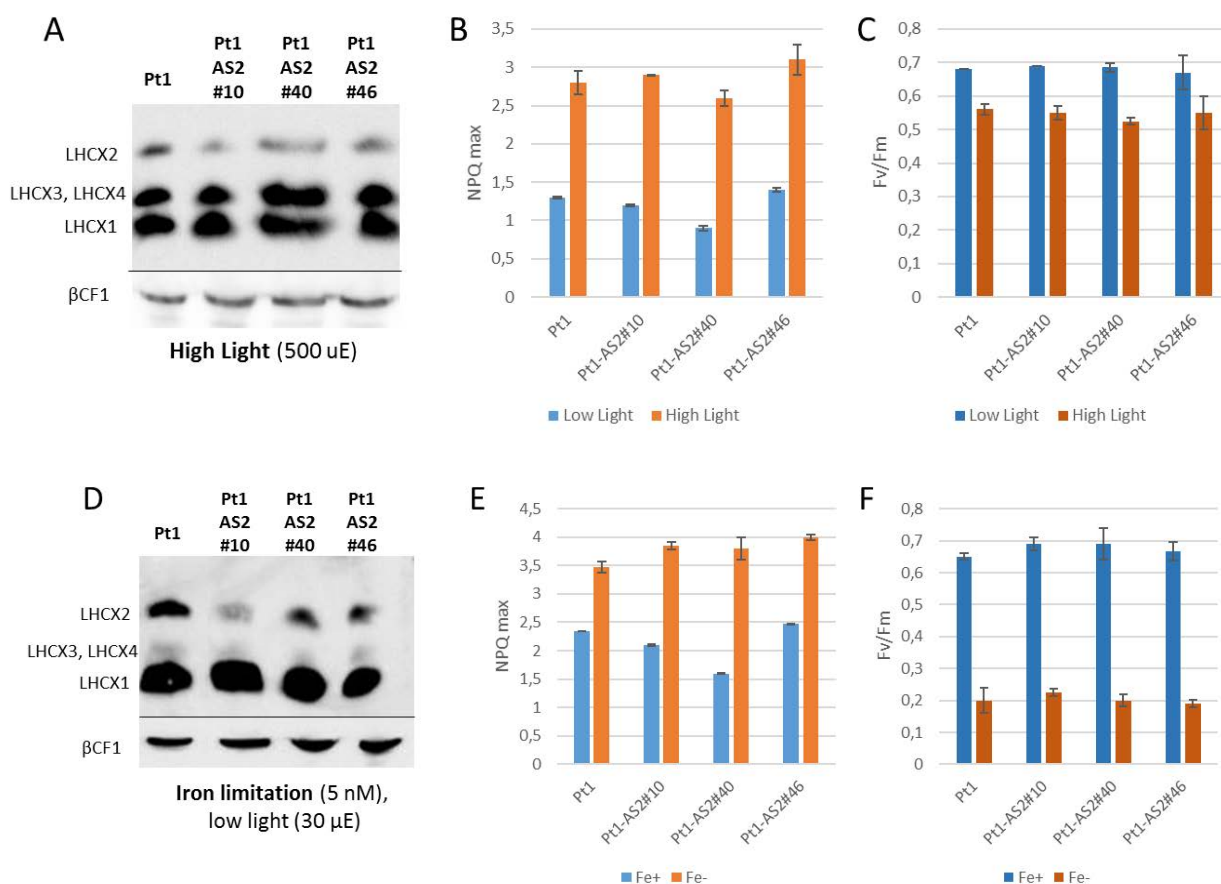 A
Pt1
Pt1 AS2 #10
Pt1 AS2 #40
Pt1 AS2 #46
LHCX2
LHCX3, LHCX4
LHCX1
βCF1
High Light (500 uE)
B
NPQ max
3,5
3
2,5
2
1,5
1
0,5
0
Pt1
Pt1-AS2#10
Pt1-AS2#40
Pt1-AS2#46
Low Light
High Light
C
Fv/Fm
0,8
0,7
0,6
0,5
0,4
0,3
0,2
0,1
0
Pt1
Pt1-AS2#10
Pt1-AS2#40
Pt1-AS2#46
Low Light
High Light
D
Pt1
Pt1 AS2 #10
Pt1 AS2 #40
Pt1 AS2 #46
LHCX2
LHCX3, LHCX4
LHCX1
βCF1
Iron limitation (5 nM),
low light (30 µE)
E
NPQ max
4,5
4
3,5
3
2,5
2
1,5
1
0,5
0
Pt1
Pt1-AS2#10
Pt1-AS2#40
Pt1-AS2#46
Fe+
Fe-
F
Fv/Fm
0,8
0,7
0,6
0,5
0,4
0,3
0,2
0,1
0
Pt1
Pt1-AS2#10
Pt1-AS2#40
Pt1-AS2#46
Fe+
Fe-